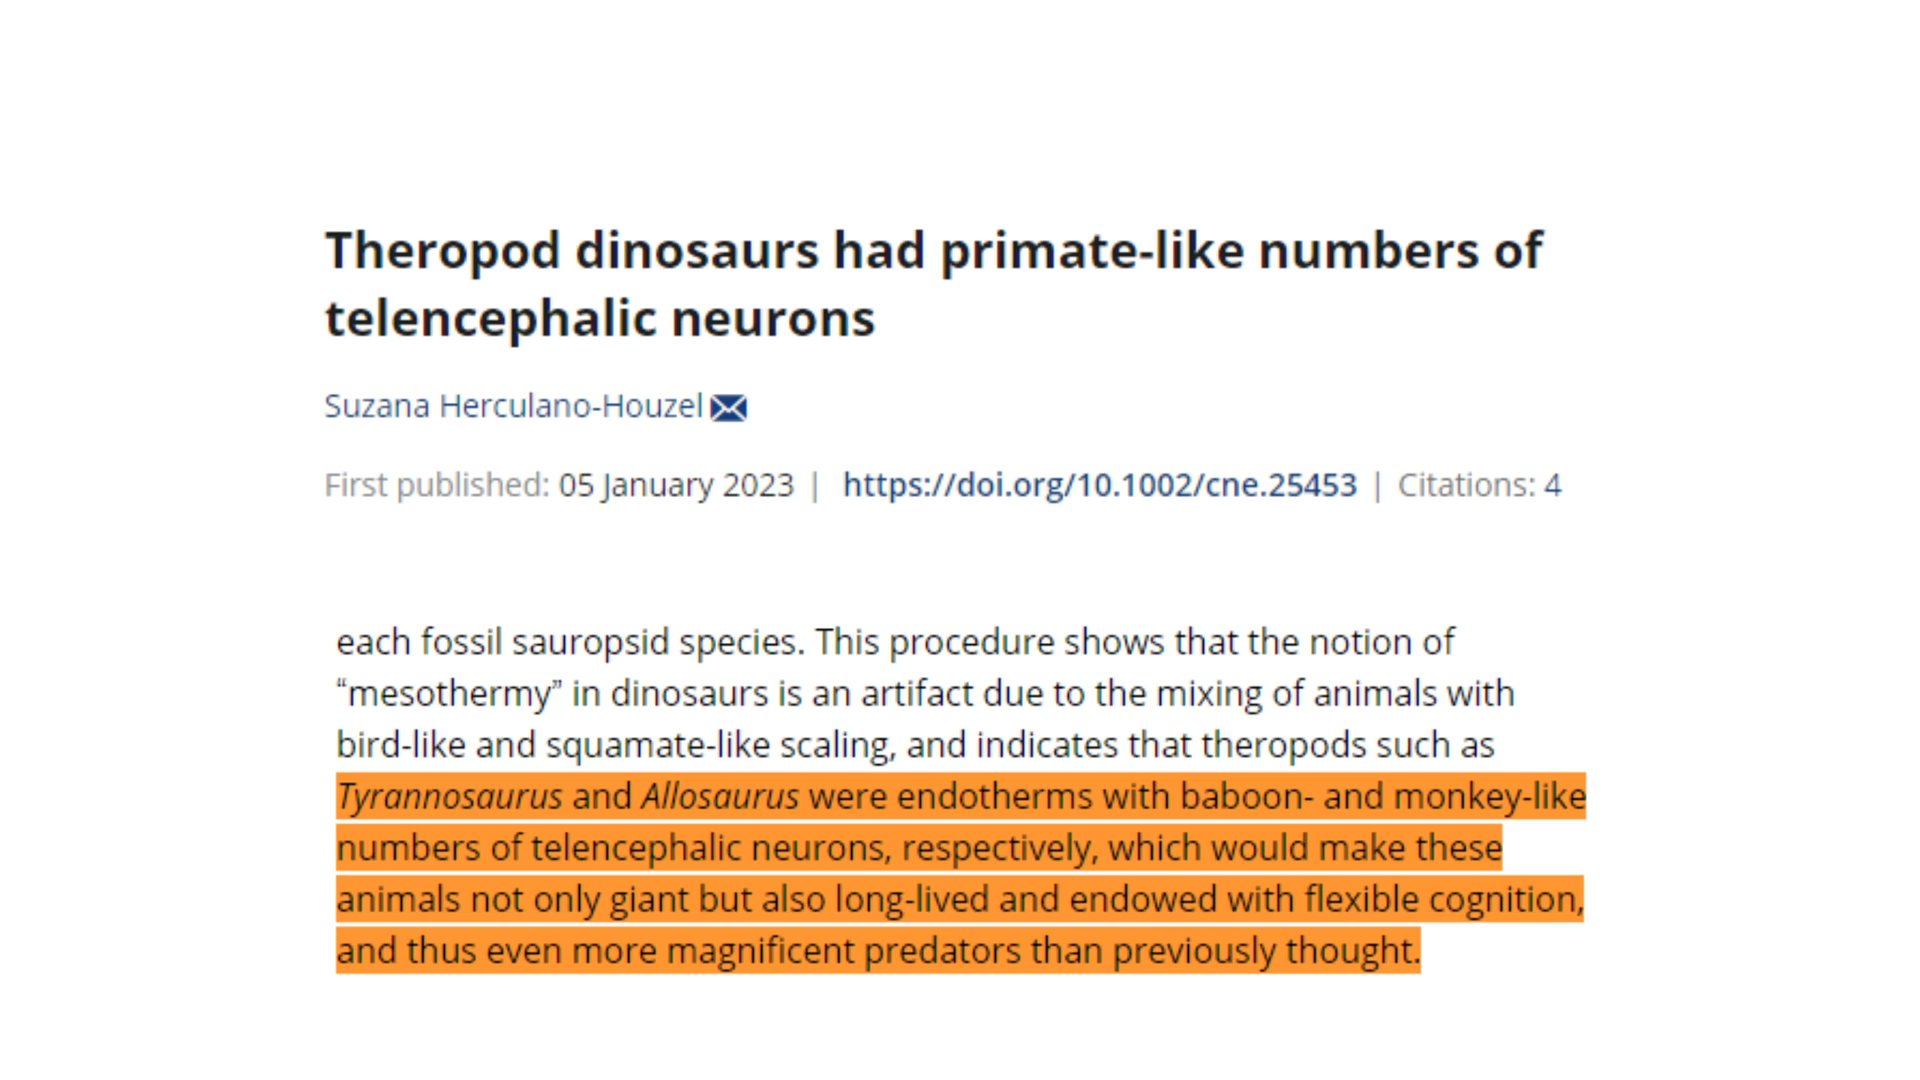 Theropod dinosaurs had primate-like numbers of
telencephalic neurons
Suzana Herculano-Houzel
First published: 05 January 2023 | https://doi.org/10.1002/cne.25453 | Citations: 4
each fossil sauropsid species. This procedure shows that the notion of
“mesothermy” in dinosaurs is an artifact due to the mixing of animals with
bird-like and squamate-like scaling, and indicates that theropods such as
Tyrannosaurus and Allosaurus were endotherms with baboon- and monkey-like
numbers of telencephalic neurons, respectively, which would make these
animals not only giant but also long-lived and endowed with flexible cognition,
and thus even more magnificent predators than previously thought.